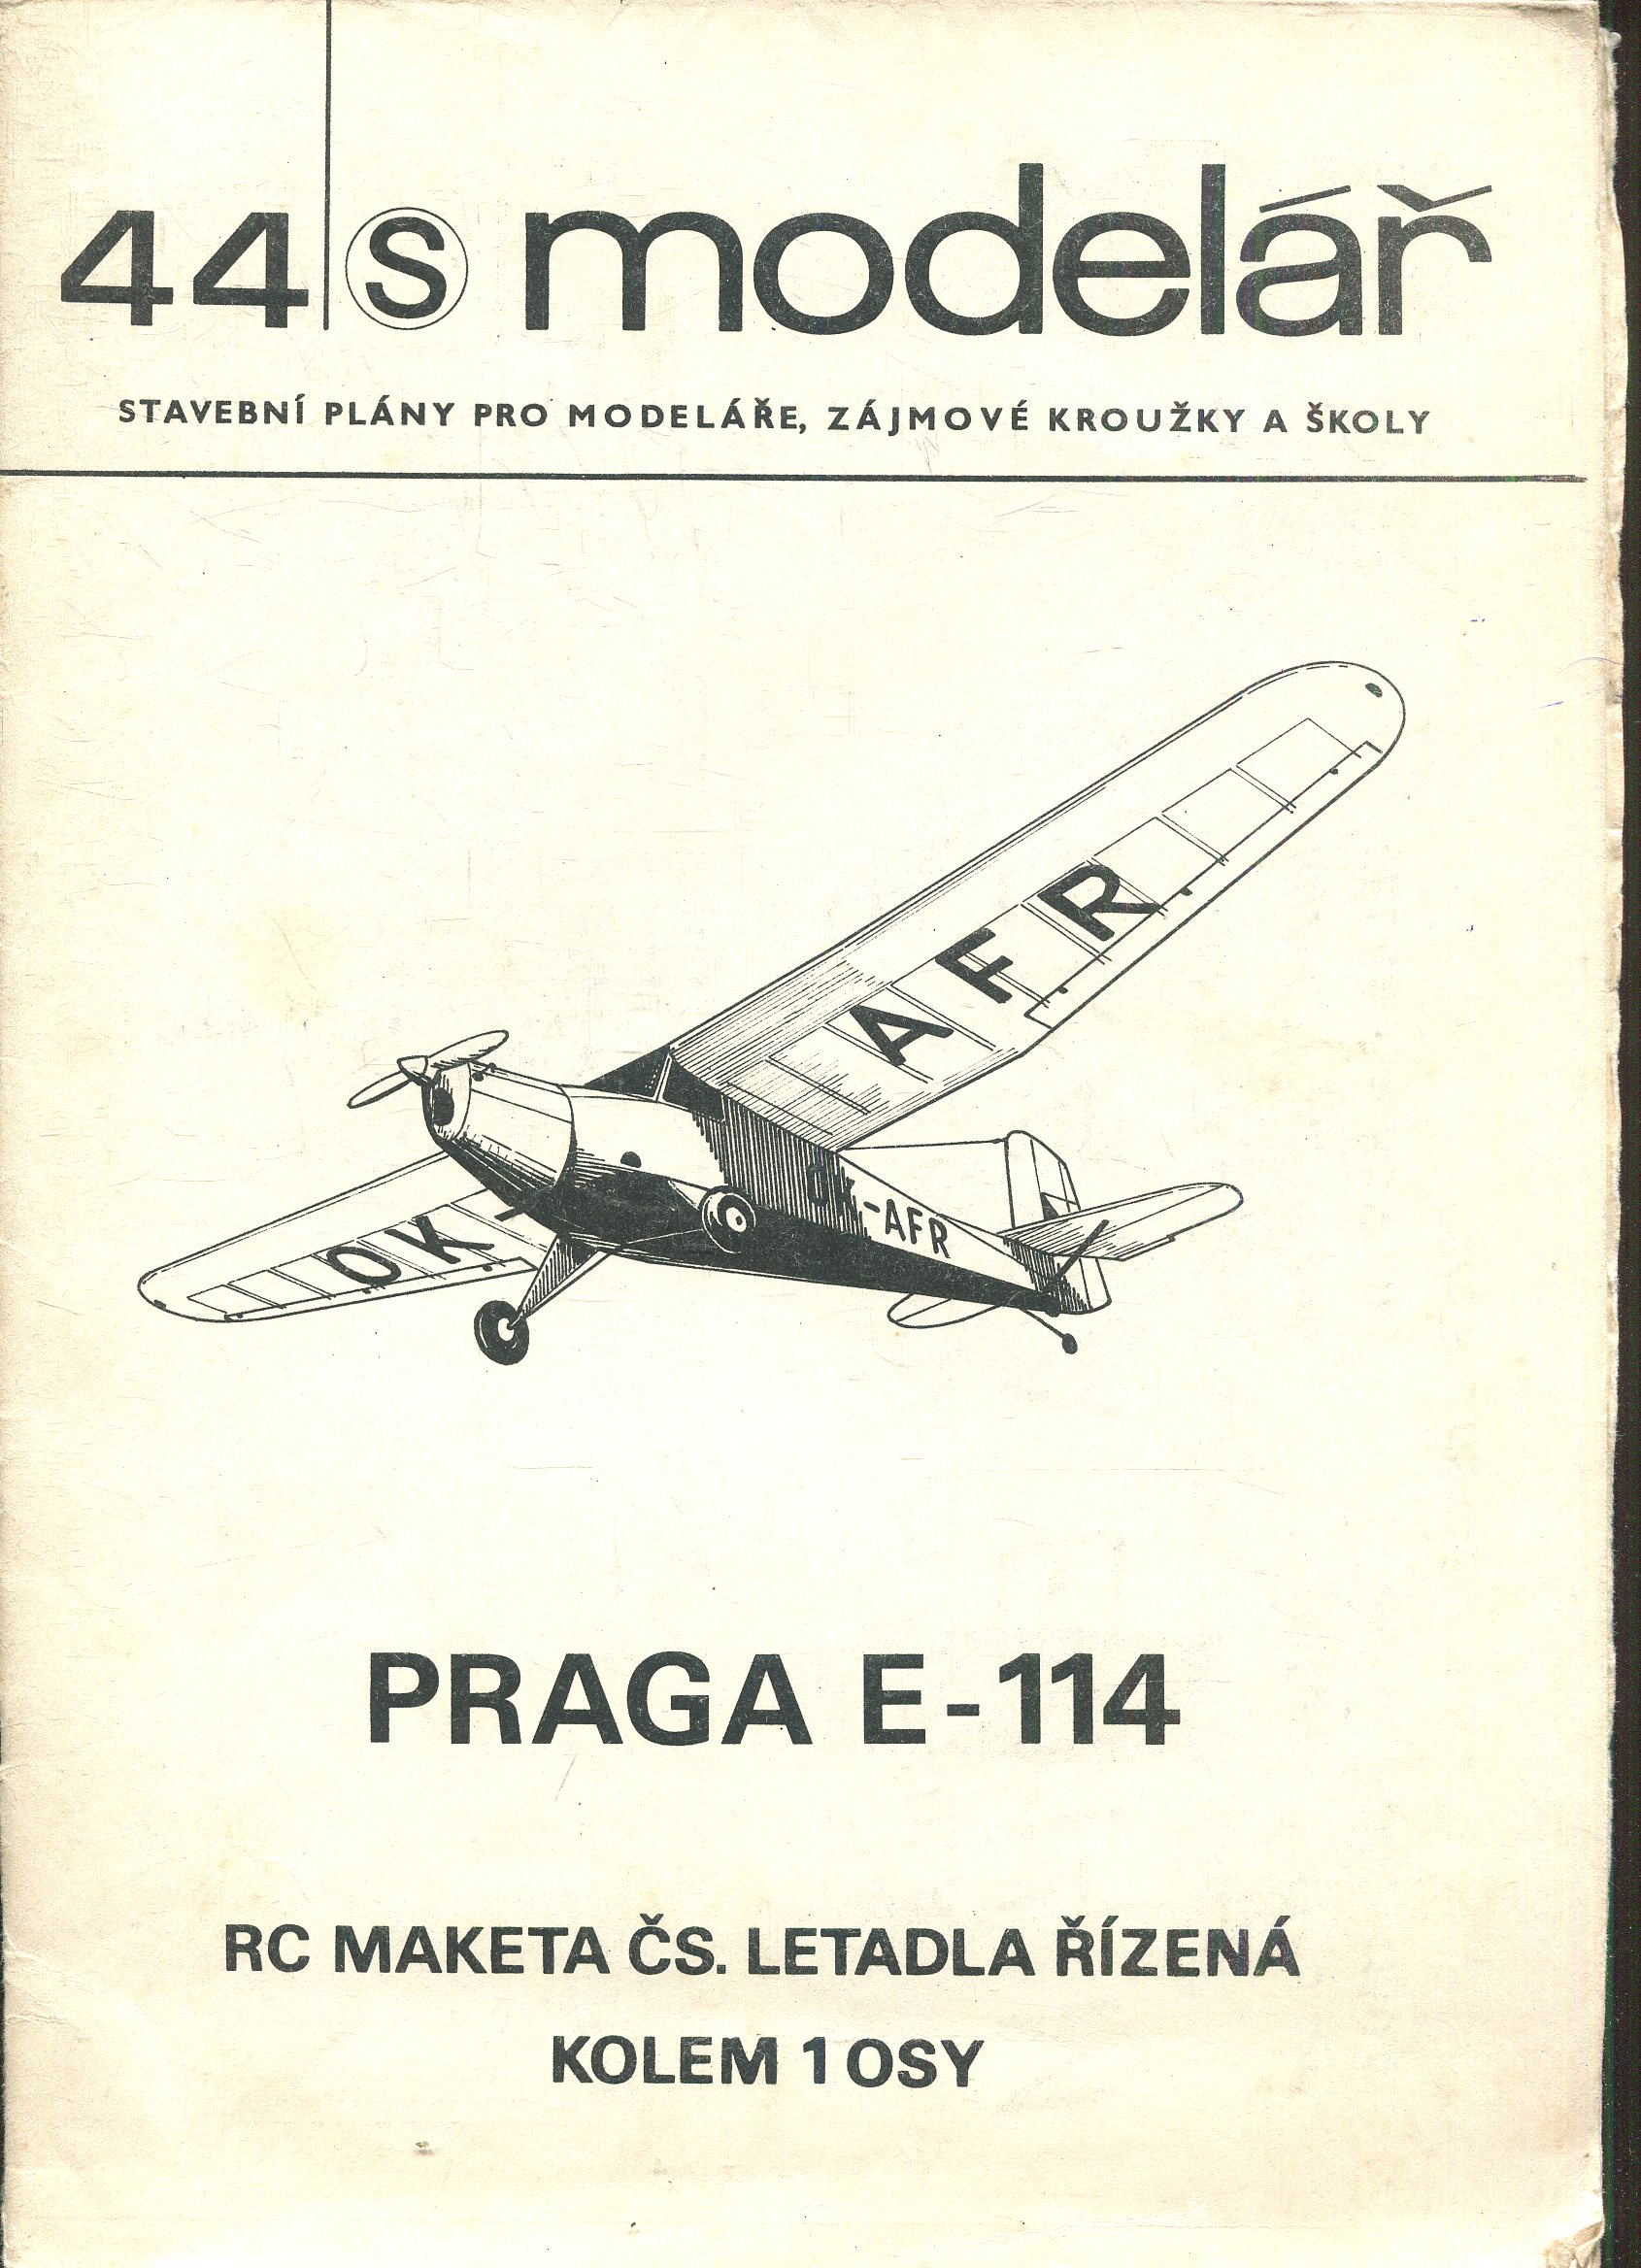 44 S modelář
STAVEBNÍ PLÁNY PRO MODELÁŘE, ZÁJMOVÉ KROUŽKY A ŠKOLY
AFR
OK
OK-AFR
PRAGA E-114
RC MAKETA ČS. LETADLA ŘÍZENÁ
KOLEM 1 OSY